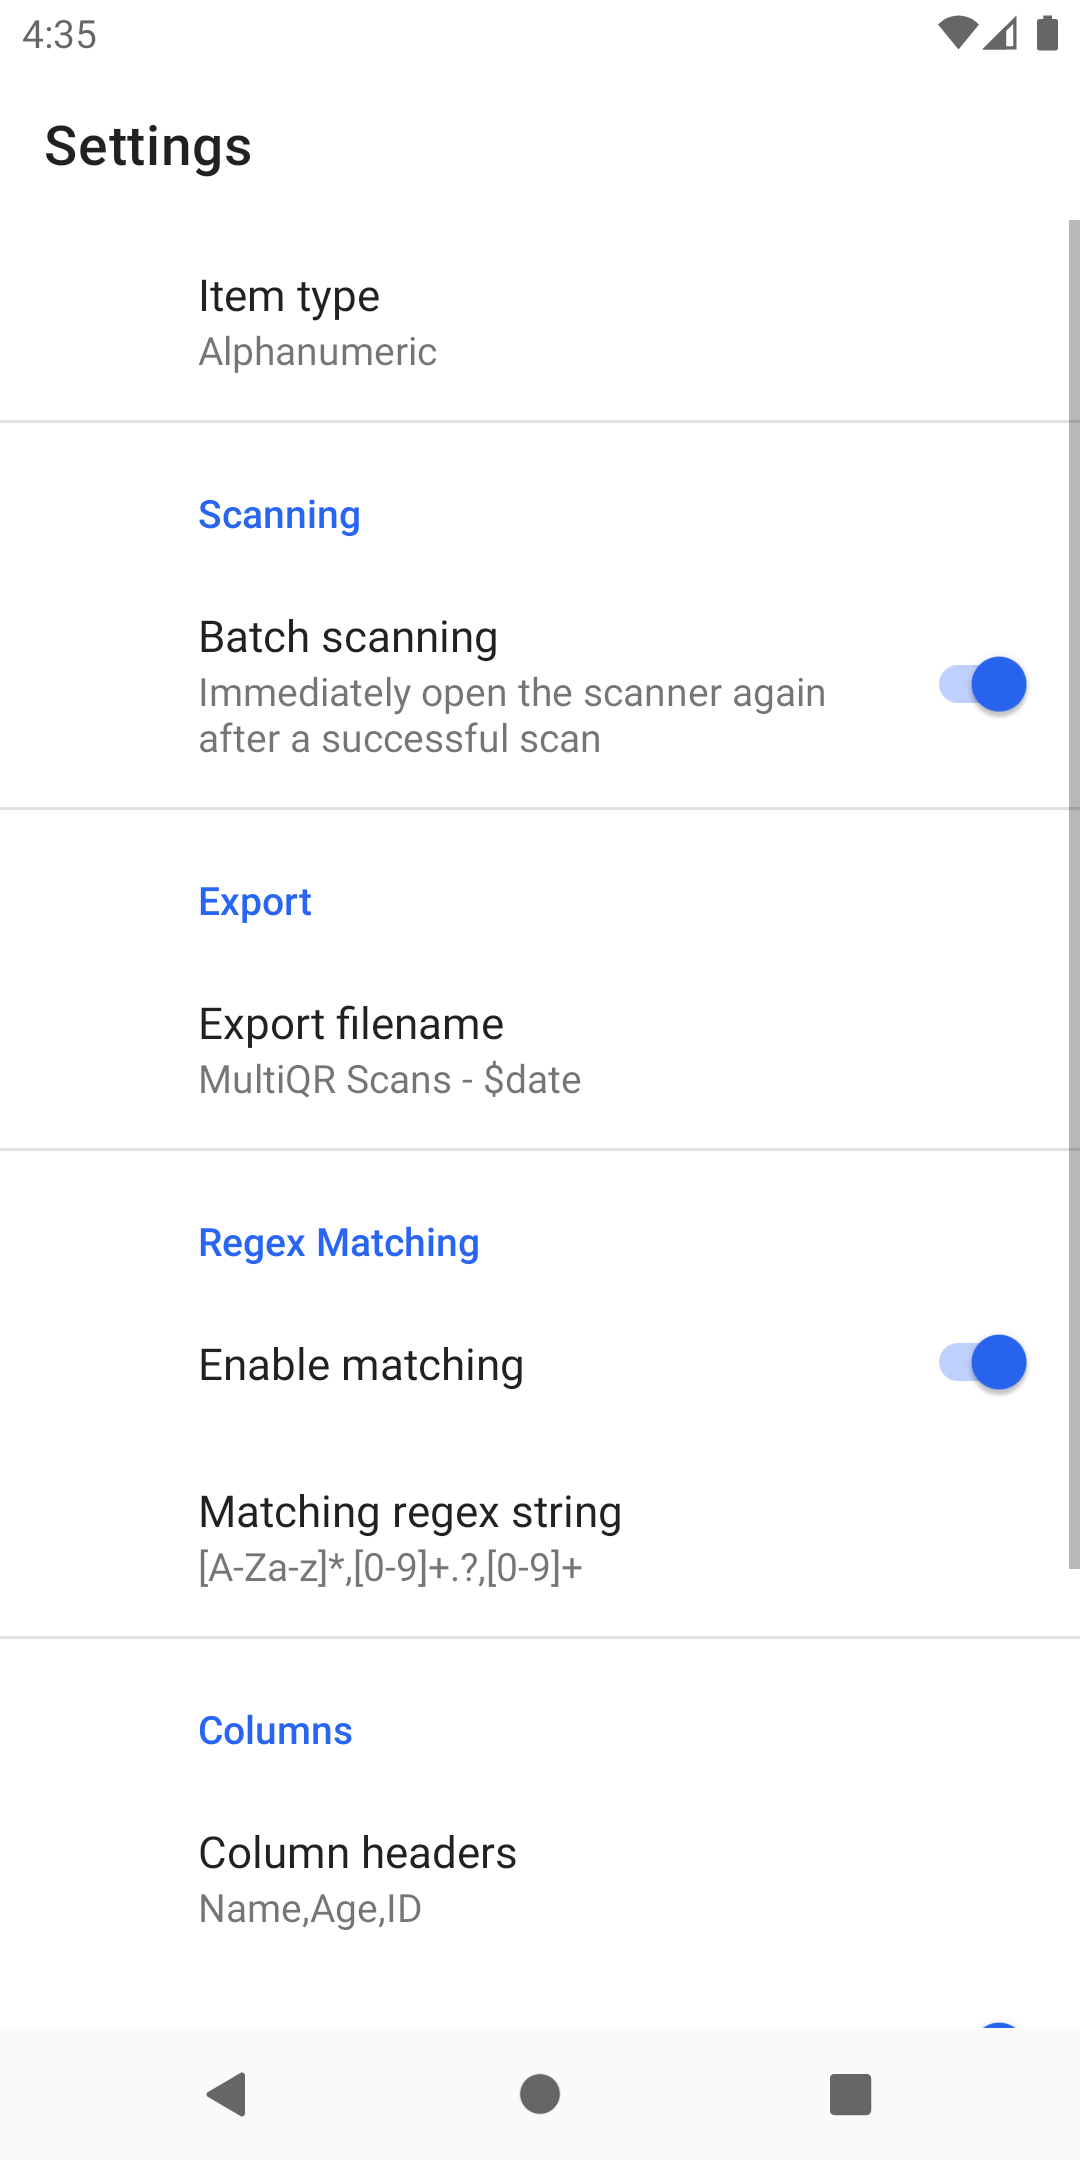 4:35
Settings
Item type
Alphanumeric
Scanning
Batch scanning
Immediately open the scanner again
after a successful scan
Export
Export filename
MultiQR Scans - $date
Regex Matching
Enable matching
Matching regex string
[A-Za-z]*,[0-9]+.?,[0-9]+
Columns
Column headers
Name,Age,ID